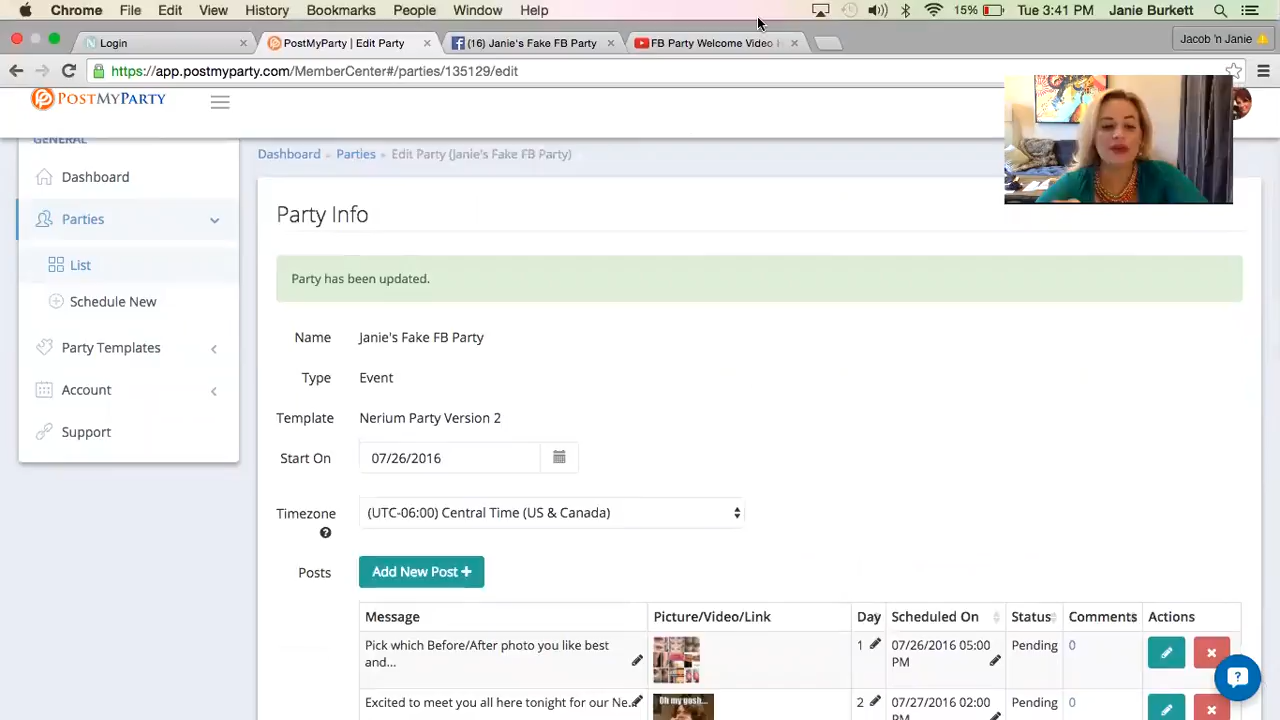 Chrome File Edit View History Bookmarks People Window Help 15% Tue 3:41 PM Janie Burkett
Login PostMyParty | Edit Party (16) Janie's Fake FB Party FB Party Welcome Video Jacob 'n Janie
https://app.postmyparty.com/MemberCenter#/parties/135129/edit
POSTMYPARTY
GENERAL
Dashboard
Parties
List
Schedule New
Party Templates
Account
Support
Dashboard Parties Edit Party (Janie's Fake FB Party)
Party Info
Party has been updated.
Name Janie's Fake FB Party
Type Event
Template Nerium Party Version 2
Start On 07/26/2016
Timezone (UTC-06:00) Central Time (US & Canada)
Posts Add New Post +
Message Picture/Video/Link Day Scheduled On Status Comments Actions
Pick which Before/After photo you like best and... 1 07/26/2016 05:00 PM Pending 0
Excited to meet you all here tonight for our Ne... Oh my gosh... 2 07/27/2016 02:00 PM Pending 0